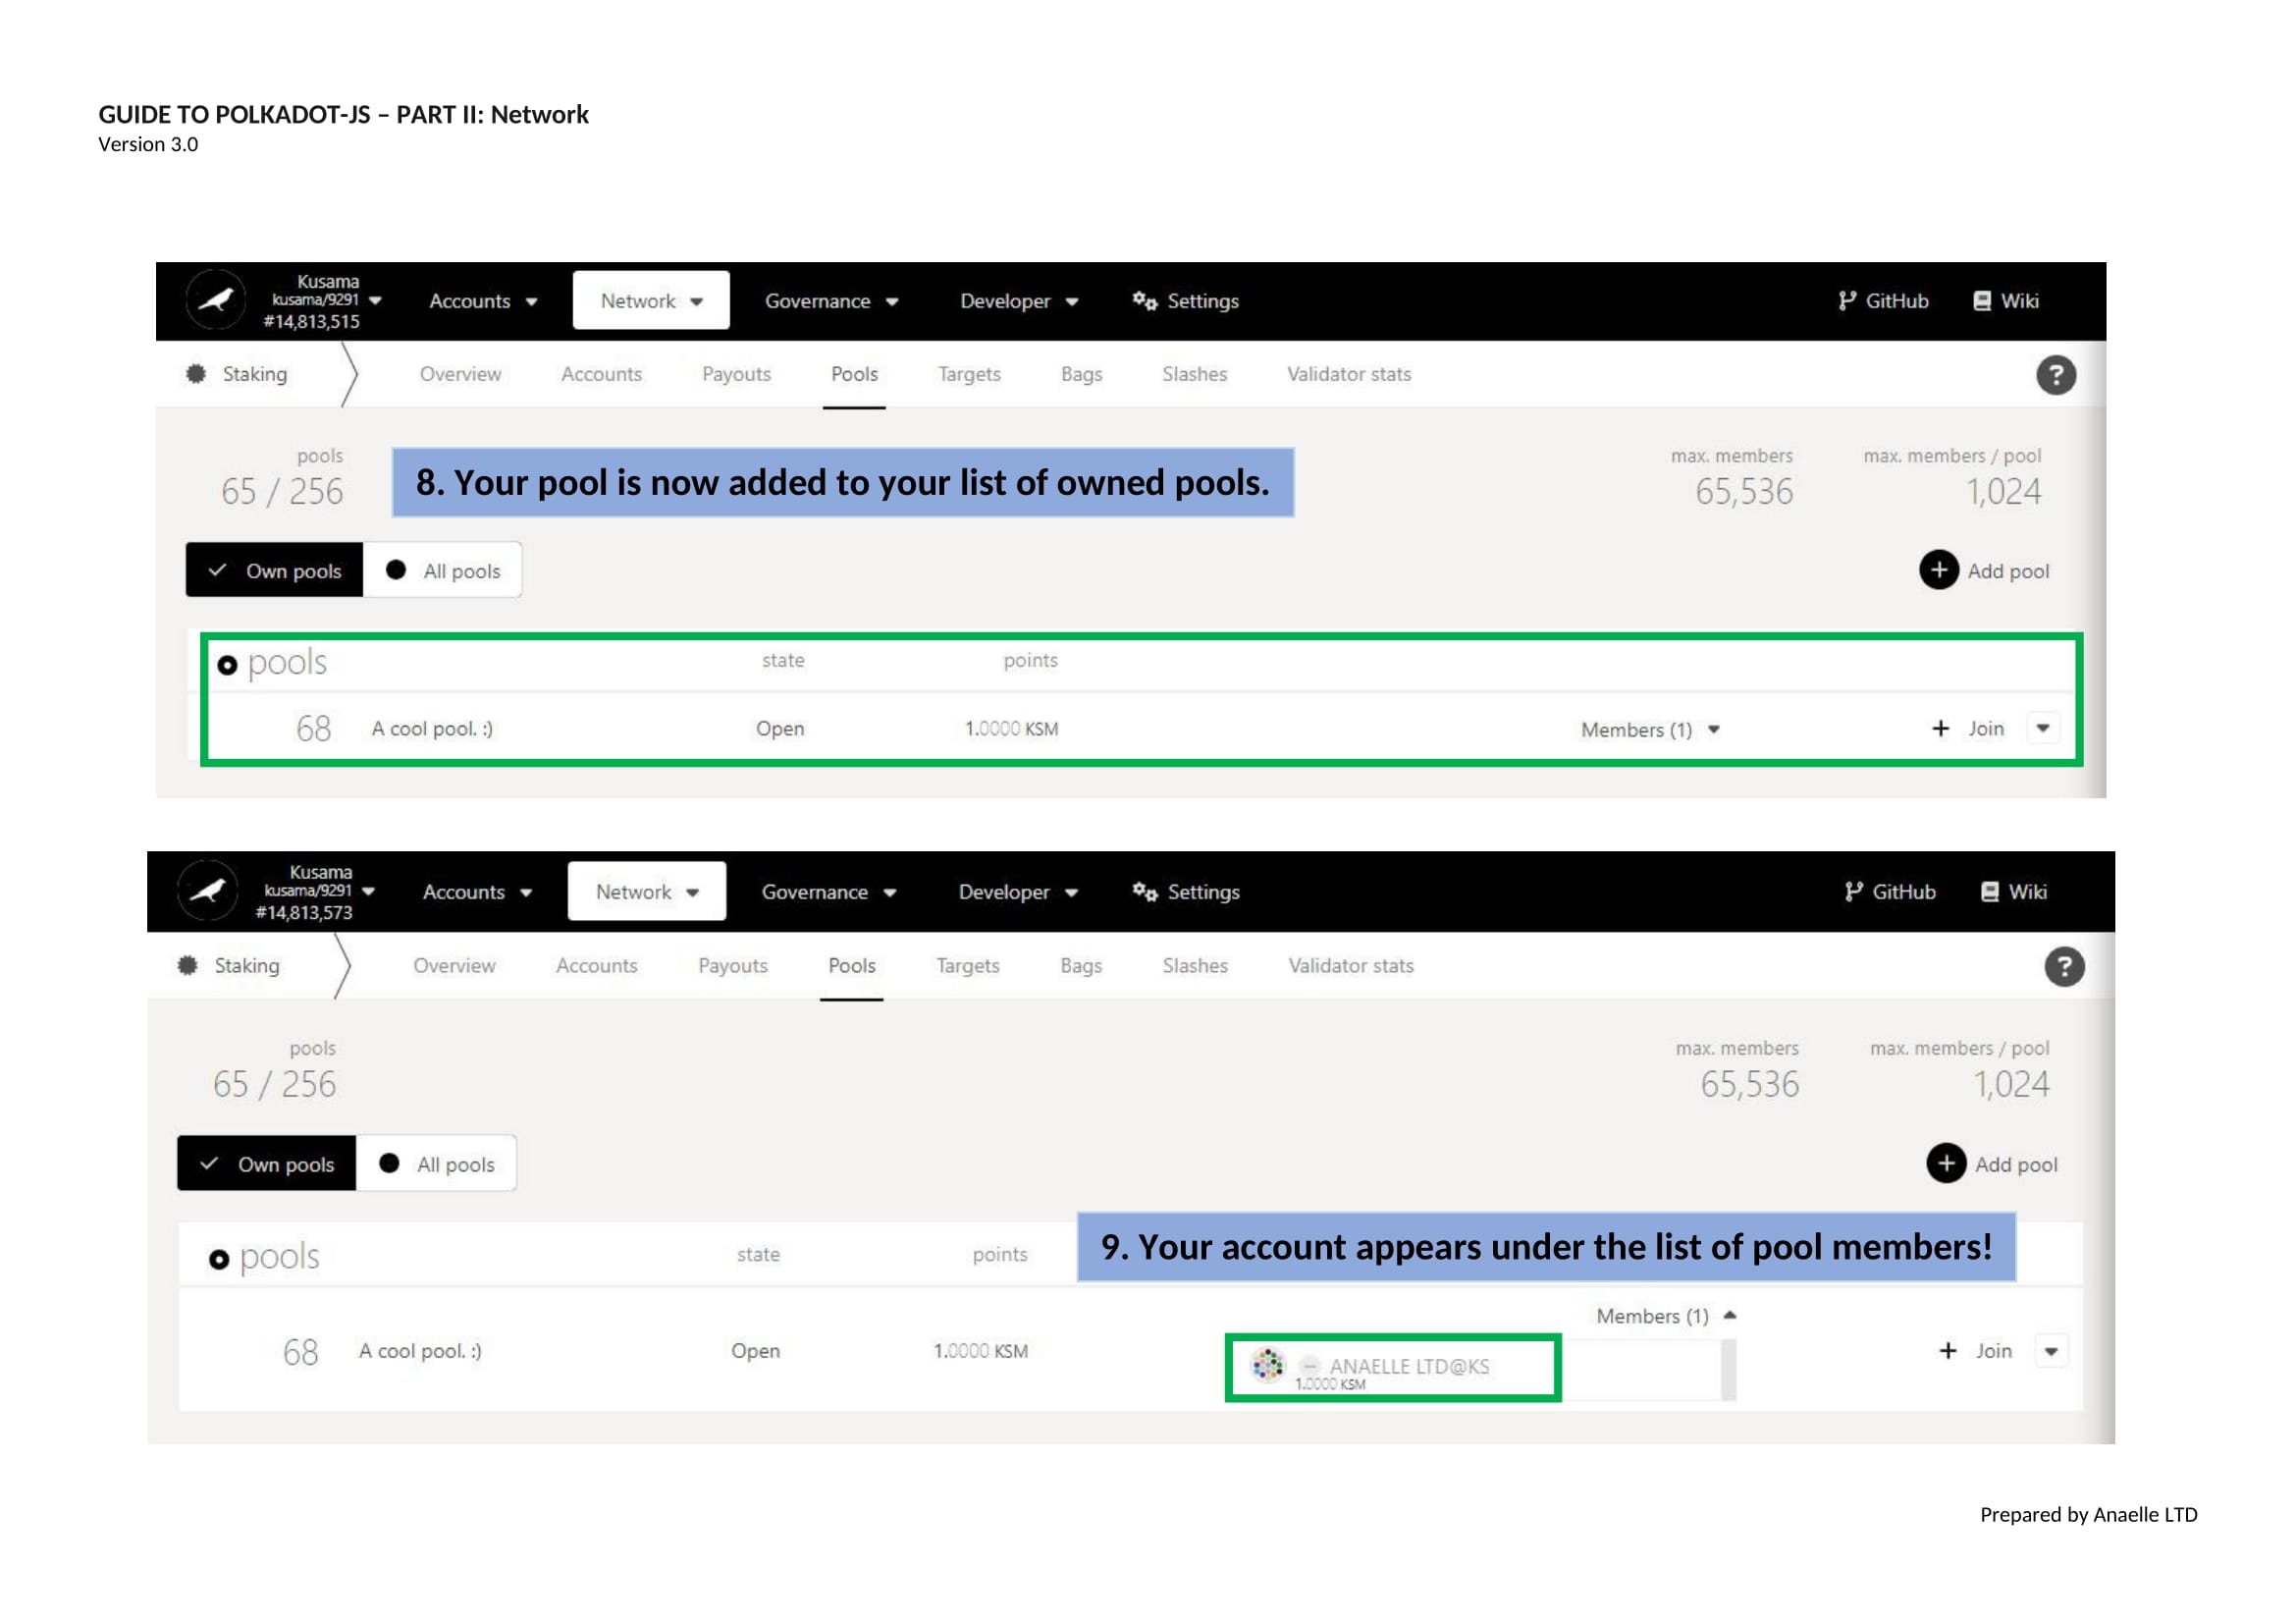 GUIDE TO POLKADOT-JS – PART II: Network
Version 3.0
Kusama
kusama/9291
#14,813,515
Accounts Network Governance Developer Settings GitHub Wiki
Staking Overview Accounts Payouts Pools Targets Bags Slashes Validator stats ?
pools max. members max. members / pool
65 / 256 65,536 1,024
8. Your pool is now added to your list of owned pools.
Own pools All pools Add pool
pools state points
68 A cool pool. :) Open 1.0000 KSM Members (1) + Join
Kusama
kusama/9291
#14,813,573
Accounts Network Governance Developer Settings GitHub Wiki
Staking Overview Accounts Payouts Pools Targets Bags Slashes Validator stats ?
pools max. members max. members / pool
65 / 256 65,536 1,024
Own pools All pools Add pool
9. Your account appears under the list of pool members!
pools state points
Members (1)
68 A cool pool. :) Open 1.0000 KSM + Join
ANAELLE LTD@KS
1.0000 KSM
Prepared by Anaelle LTD